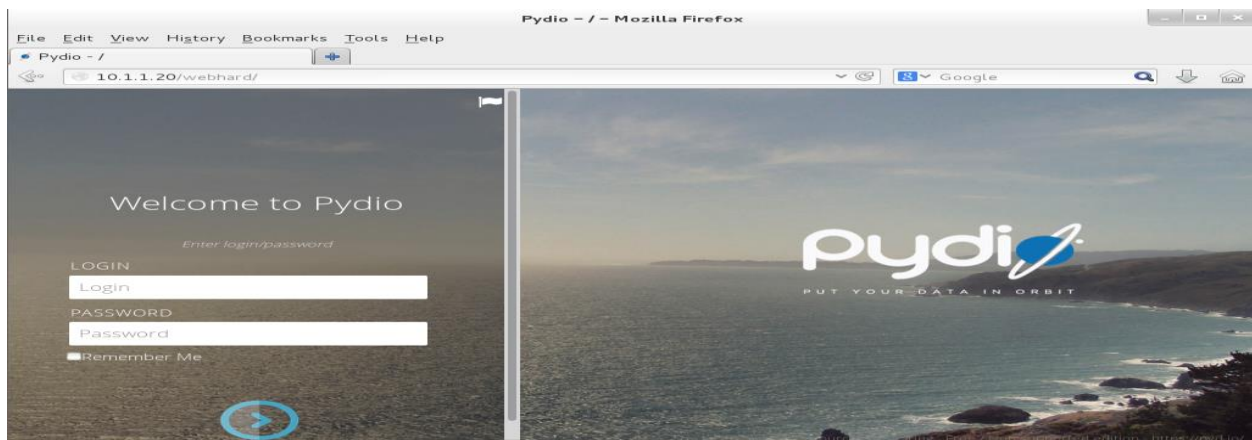 Pydio - / - Mozilla Firefox
File Edit View History Bookmarks Tools Help
Pydio - /
10.1.1.20/webhard/
Google
Welcome to Pydio
Enter login/password
LOGIN
Login
PASSWORD
Password
Remember Me
pydio
PUT YOUR DATA IN ORBIT